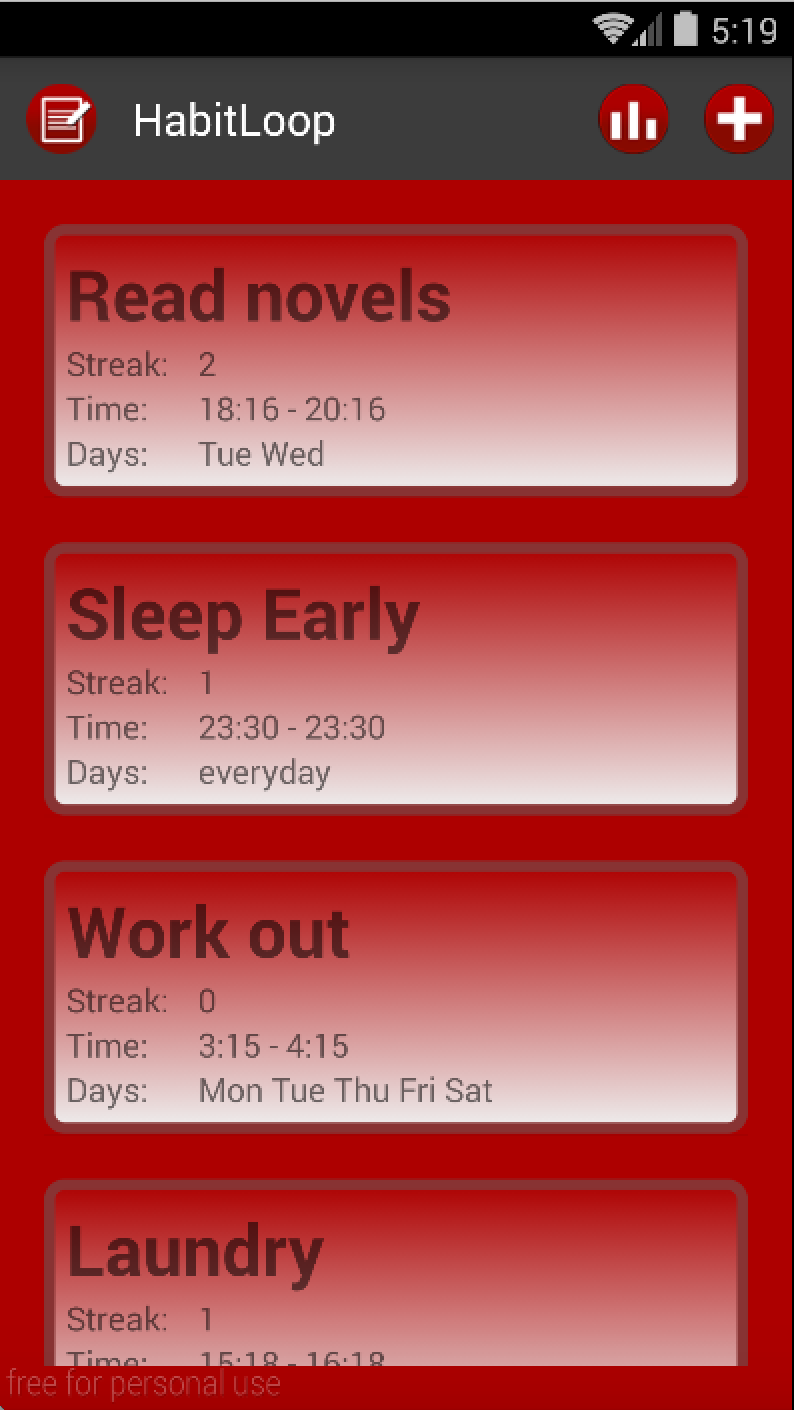 5:19
HabitLoop
Read novels
Streak: 2
Time: 18:16 - 20:16
Days: Tue Wed
Sleep Early
Streak: 1
Time: 23:30 - 23:30
Days: everyday
Work out
Streak: 0
Time: 3:15 - 4:15
Days: Mon Tue Thu Fri Sat
Laundry
Streak: 1
Time: 15:18 - 16:18
free for personal use